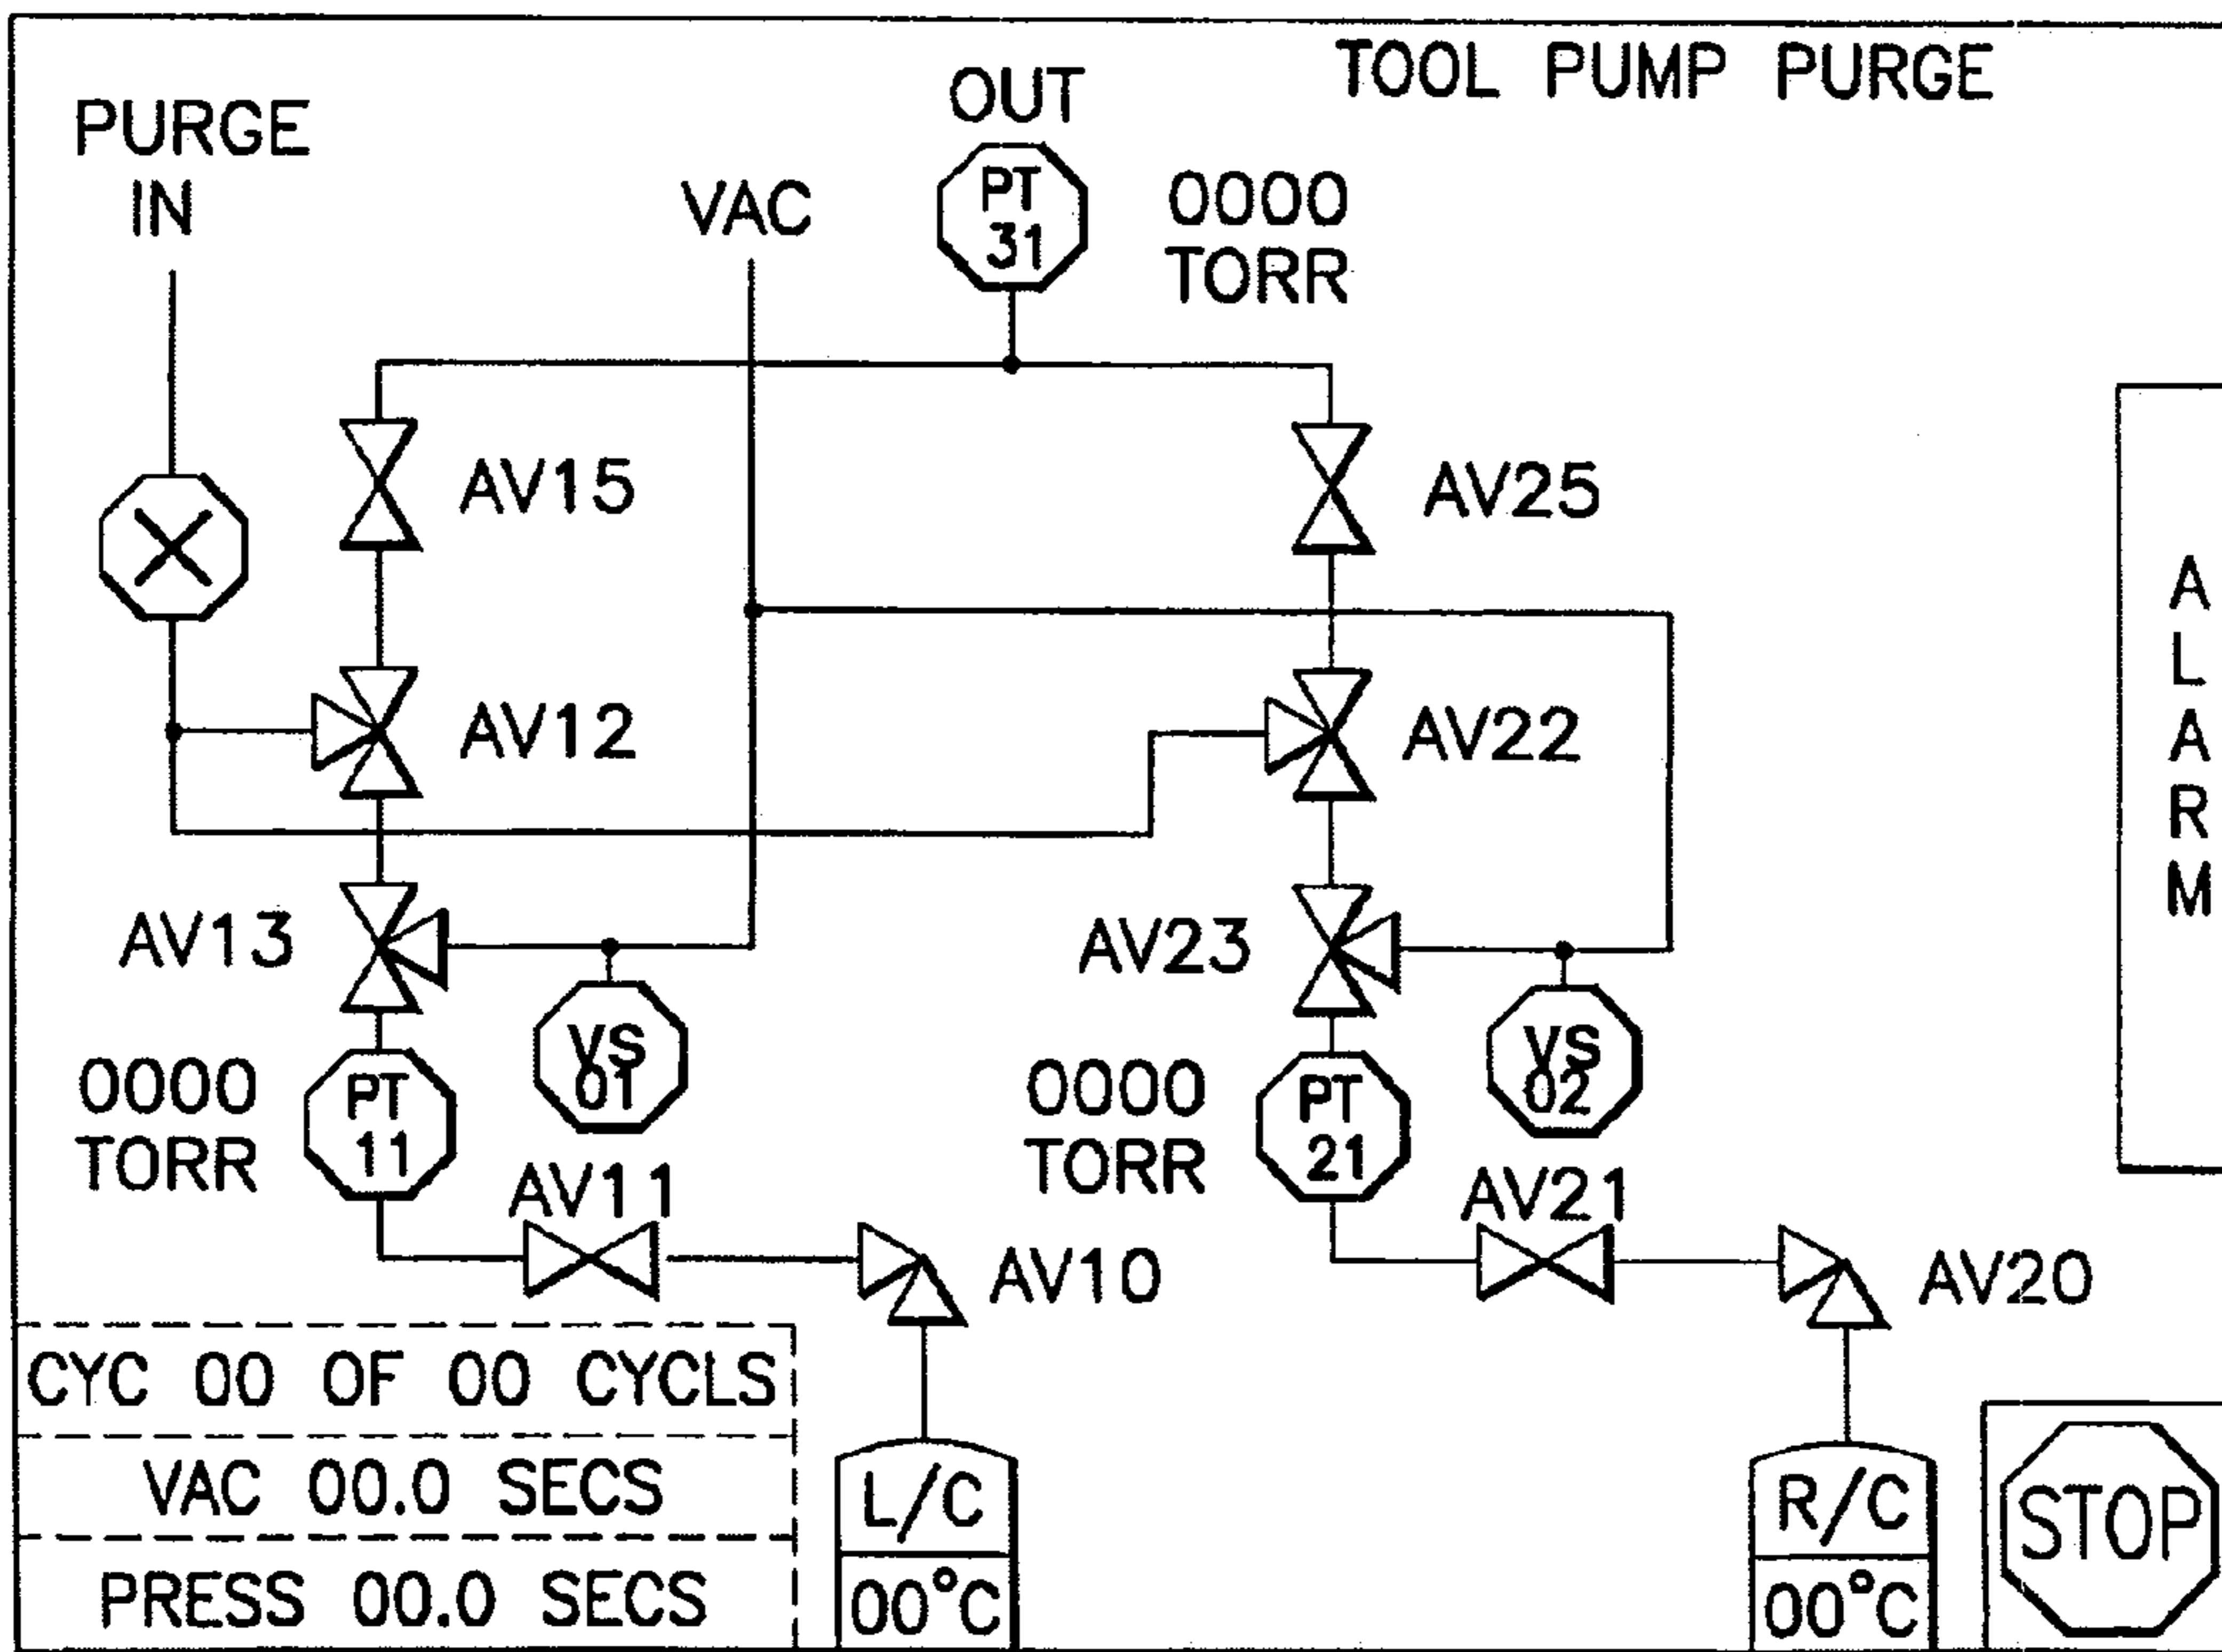 TOOL PUMP PURGE
PURGE
IN
VAC
OUT
PT
31
0000
TORR
AV15
AV25
AV12
AV22
A
L
A
R
M
AV13
AV23
VS
01
VS
02
0000
TORR
PT
11
0000
TORR
PT
21
AV11
AV21
AV10
AV20
CYC 00 OF 00 CYCLS
VAC 00.0 SECS
PRESS 00.0 SECS
L/C
00°C
R/C
00°C
STOP